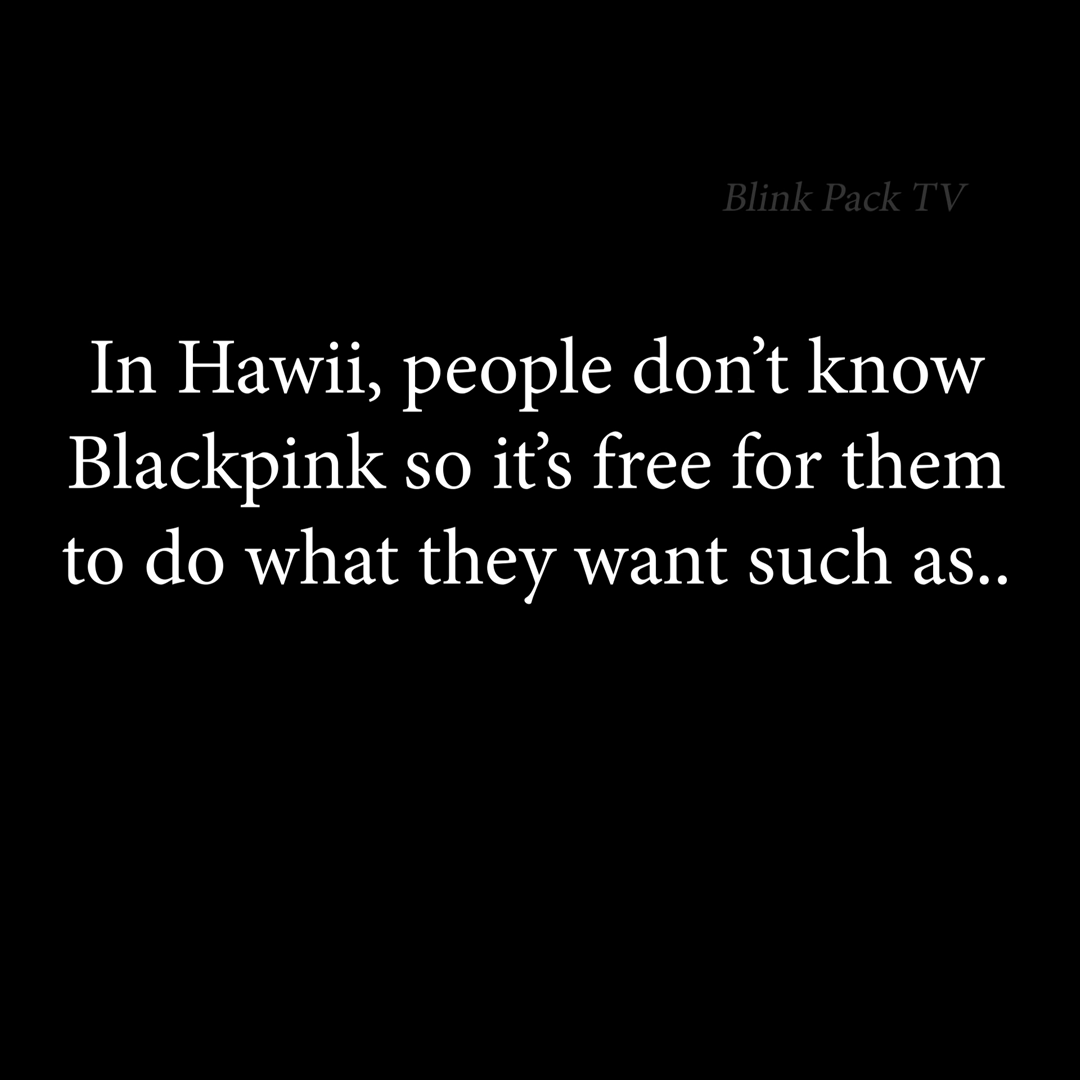 Blink Pack TV
In Hawii, people don’t know
Blackpink so it’s free for them
to do what they want such as..